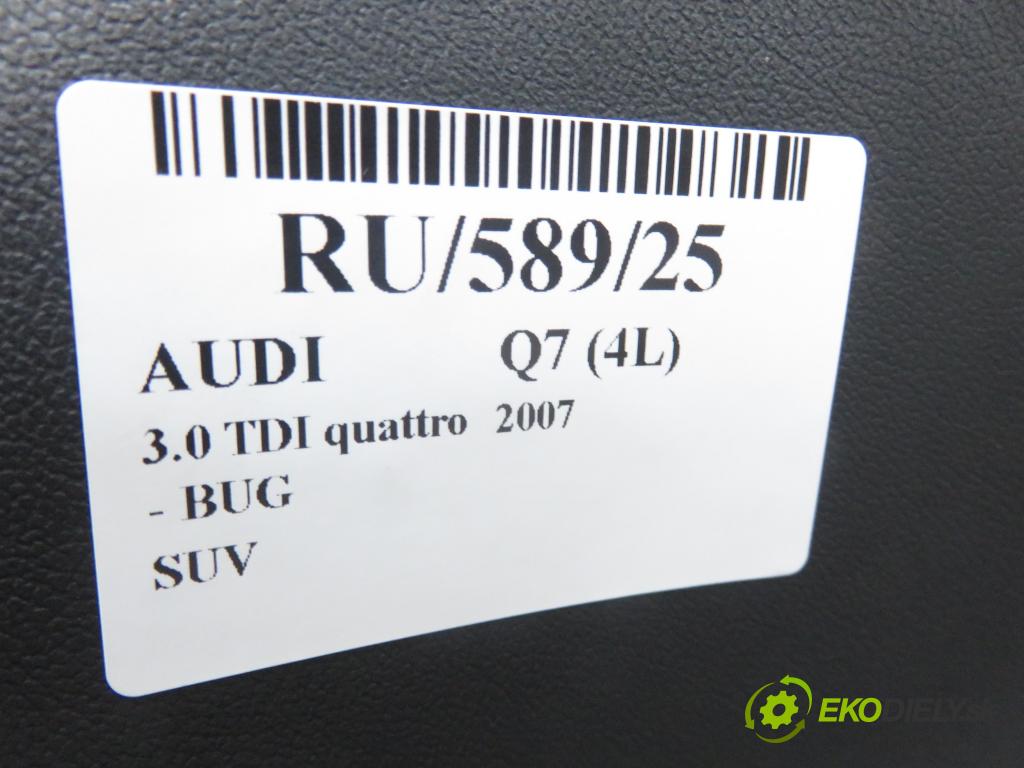 RU/589/25
AUDI Q7 (4L)
3.0 TDI quattro 2007
- BUG
SUV
EKODIELY